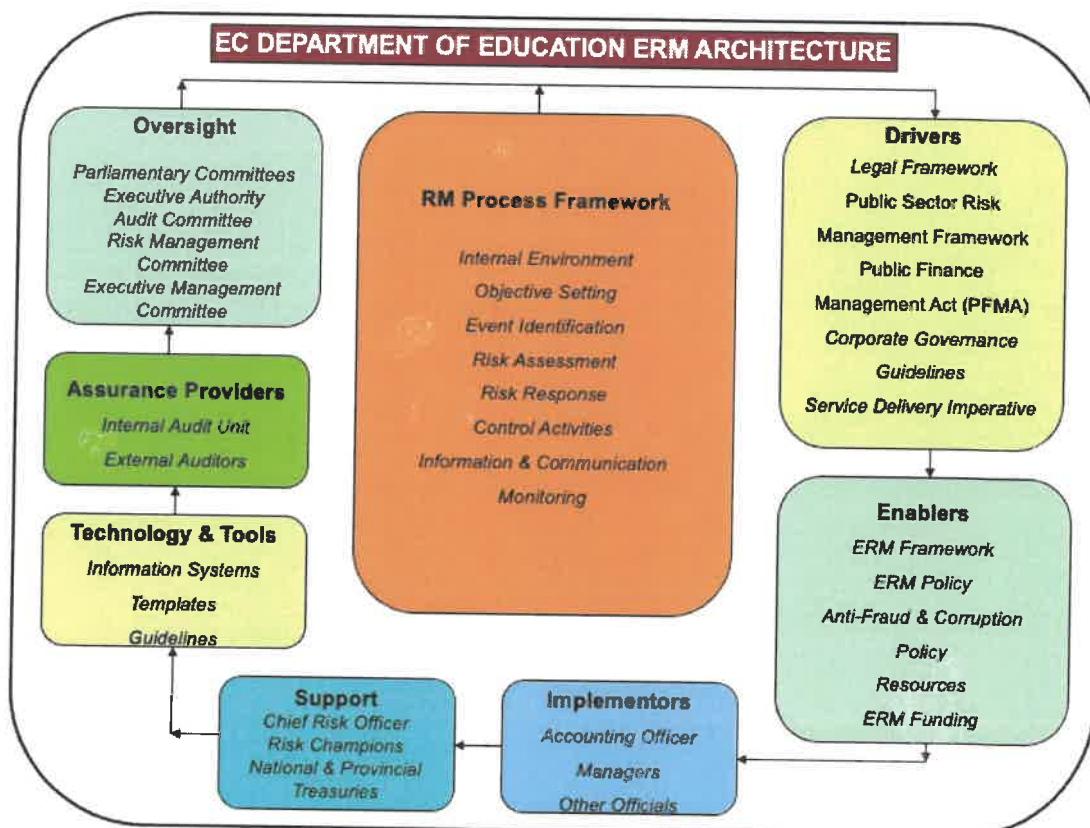 EC DEPARTMENT OF EDUCATION ERM ARCHITECTURE
Oversight
Parliamentary Committees
Executive Authority
Audit Committee
Risk Management
Committee
Executive Management
Committee
RM Process Framework
Internal Environment
Objective Setting
Event Identification
Risk Assessment
Risk Response
Control Activities
Information & Communication
Monitoring
Drivers
Legal Framework
Public Sector Risk
Management Framework
Public Finance
Management Act (PFMA)
Corporate Governance
Guidelines
Service Delivery Imperative
Assurance Providers
Internal Audit Unit
External Auditors
Technology & Tools
Information Systems
Templates
Guidelines
Enablers
ERM Framework
ERM Policy
Anti-Fraud & Corruption
Policy
Resources
ERM Funding
Support
Chief Risk Officer
Risk Champions
National & Provincial
Treasuries
Implementors
Accounting Officer
Managers
Other Officials